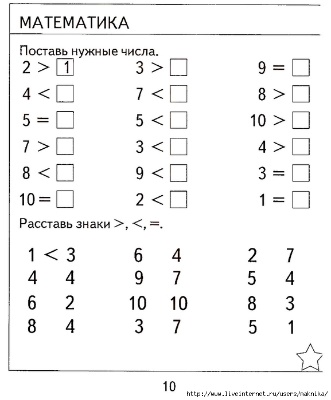 МАТЕМАТИКА
Поставь нужные числа.
2 > 1 3 > 9 =
4 < 7 < 8 >
5 = 5 < 10 >
7 > 3 < 4 >
8 < 9 < 3 =
10 = 2 < 1 =
Расставь знаки >, <, =.
1 < 3 6 4 2 7
4 4 9 7 5 4
6 2 10 10 8 3
8 4 3 7 5 1
10
http://www.liveinternet.ru/users/maknika/